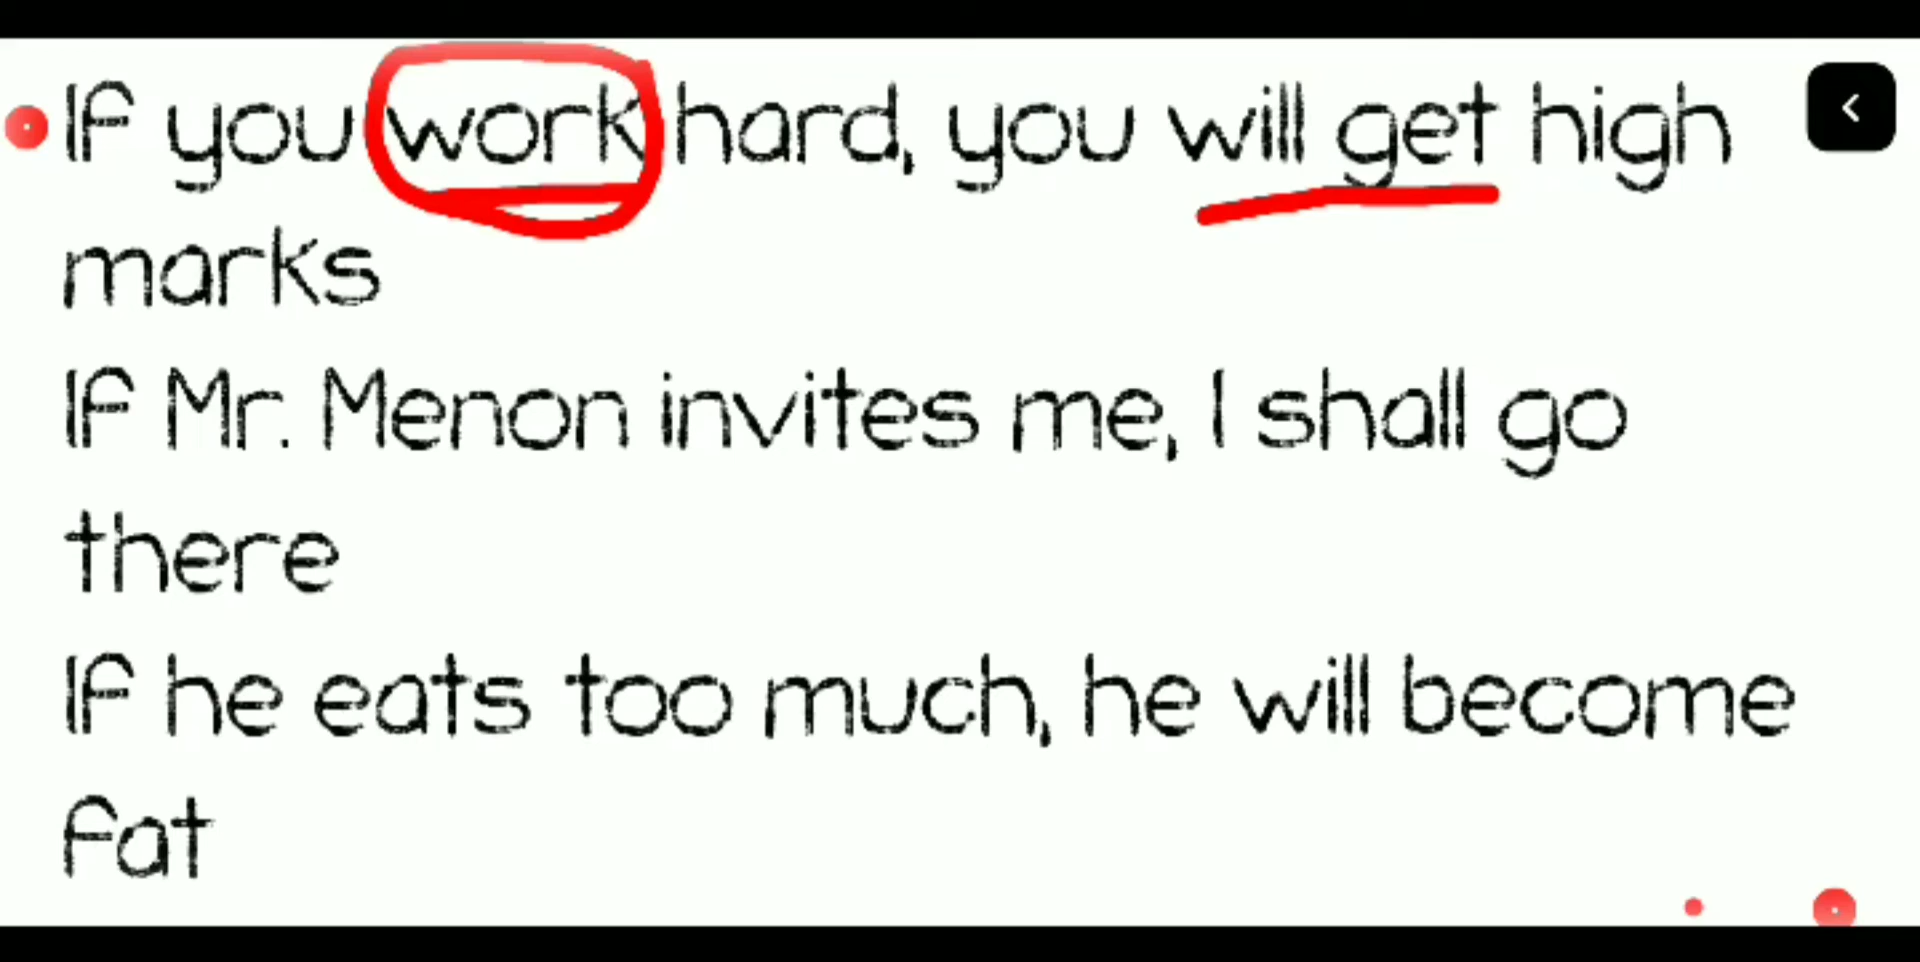 If you work hard, you will get high
marks
If Mr. Menon invites me, I shall go
there
If he eats too much, he will become
fat